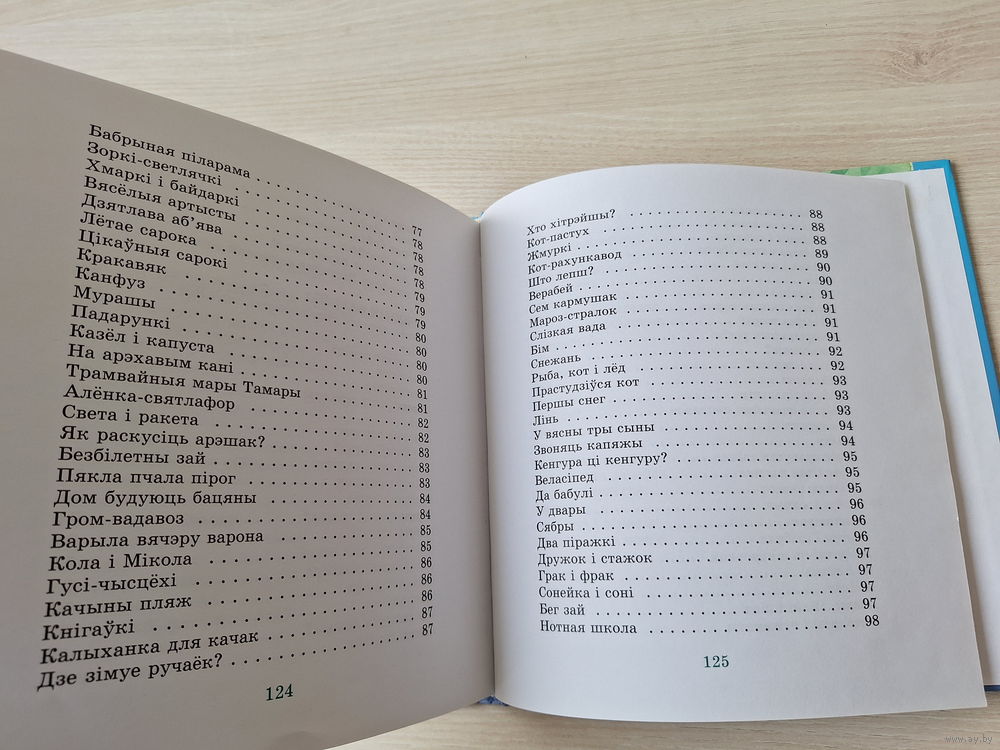 Бабрыная піларама . . . . . . . . . . 77
Зоркі-светлячкі . . . . . . . . . . 78
Хмаркі і байдаркі . . . . . . . . . . 78
Вясёлыя артысты . . . . . . . . . . 78
Дзятлава аб'ява . . . . . . . . . . 78
Лётае сарока . . . . . . . . . . 79
Цікаўныя сарокі . . . . . . . . . . 79
Кракавяк . . . . . . . . . . 79
Канфуз . . . . . . . . . . 80
Мурашы . . . . . . . . . . 80
Падарункі . . . . . . . . . . 80
Казёл і капуста . . . . . . . . . . 80
На арэхавым кані . . . . . . . . . . 81
Трамвайныя мары Тамары . . . . . . . . . . 81
Алёнка-святлафор . . . . . . . . . . 82
Света і ракета . . . . . . . . . . 82
Як раскусіць арэшак? . . . . . . . . . . 83
Безбілетны зай . . . . . . . . . . 83
Пякла пчала пірог . . . . . . . . . . 83
Дом будуюць бацяны . . . . . . . . . . 84
Гром-вадавоз . . . . . . . . . . 84
Варыла вячэру варона . . . . . . . . . . 85
Кола і Мікола . . . . . . . . . . 85
Гусі-чысцёхі . . . . . . . . . . 86
Качыны пляж . . . . . . . . . . 86
Кнігаўкі . . . . . . . . . . 86
Калыханка для качак . . . . . . . . . . 87
Дзе зімуе ручаёк? . . . . . . . . . . 87
124
Хто хітрэйшы? . . . . . . . . . . 88
Кот-пастух . . . . . . . . . . 88
Жмуркі . . . . . . . . . . 88
Кот-рахункавод . . . . . . . . . . 89
Што лепш? . . . . . . . . . . 90
Верабей . . . . . . . . . . 90
Сем кармушак . . . . . . . . . . 91
Мароз-стралок . . . . . . . . . . 91
Слізкая вада . . . . . . . . . . 91
Бім . . . . . . . . . . 91
Снежань . . . . . . . . . . 92
Рыба, кот і лёд . . . . . . . . . . 92
Прастудзіўся кот . . . . . . . . . . 93
Першы снег . . . . . . . . . . 93
Лінь . . . . . . . . . . 93
У вясны тры сыны . . . . . . . . . . 94
Звоняць капяжы . . . . . . . . . . 94
Кенгура ці кенгуру? . . . . . . . . . . 95
Веласіпед . . . . . . . . . . 95
Да бабулі . . . . . . . . . . 95
У двары . . . . . . . . . . 96
Сябры . . . . . . . . . . 96
Два піражкі . . . . . . . . . . 96
Дружок і стажок . . . . . . . . . . 97
Грак і фрак . . . . . . . . . . 97
Сонейка і соні . . . . . . . . . . 97
Бег зай . . . . . . . . . . 97
Нотная школа . . . . . . . . . . 98
125
www.ay.by